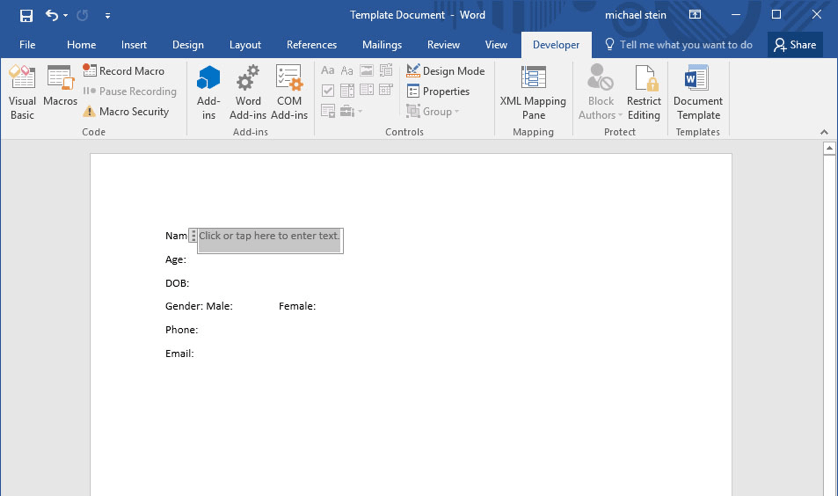 Template Document - Word
michael stein
File Home Insert Design Layout References Mailings Review View Developer Tell me what you want to do Share
Visual Basic
Macros
Record Macro
Pause Recording
Macro Security
Code
Add-ins
Word Add-ins
COM Add-ins
Add-ins
Aa Aa
Design Mode
Properties
Group
Controls
XML Mapping Pane
Mapping
Block Authors
Restrict Editing
Protect
Document Template
Templates
Nam Click or tap here to enter text.
Age:
DOB:
Gender: Male: Female:
Phone:
Email: